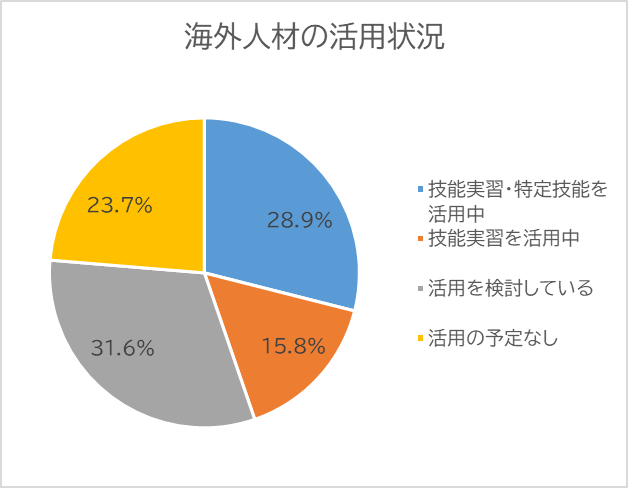 海外人材の活用状況
23.7%
28.9%
31.6%
15.8%
技能実習・特定技能を
活用中
技能実習を活用中
活用を検討している
活用の予定なし